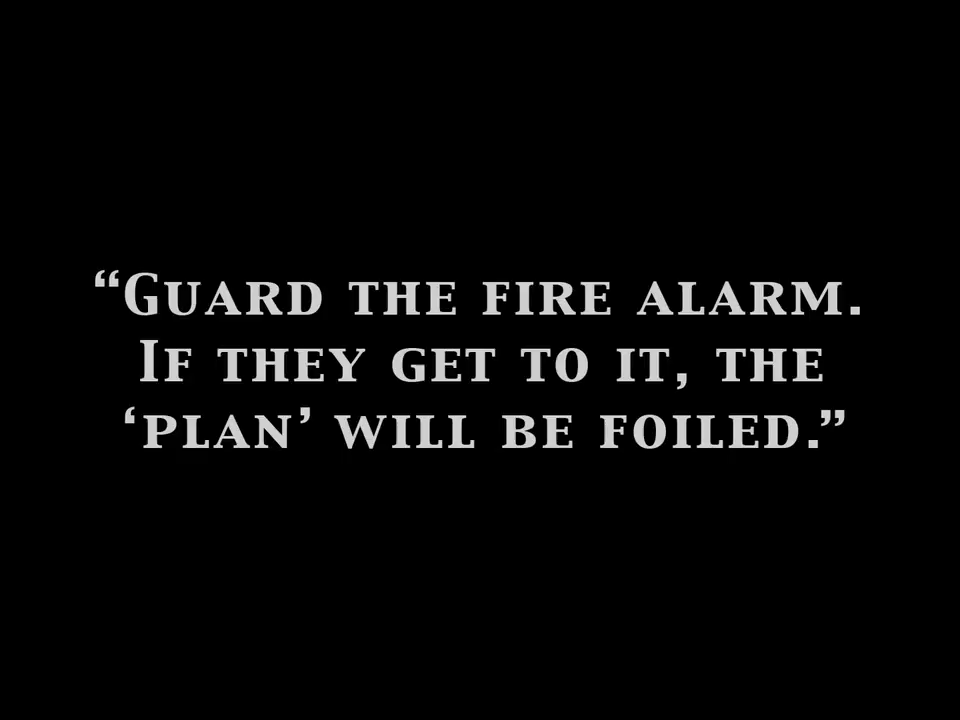 “Guard the fire alarm.
If they get to it, the
‘plan’ will be foiled.”